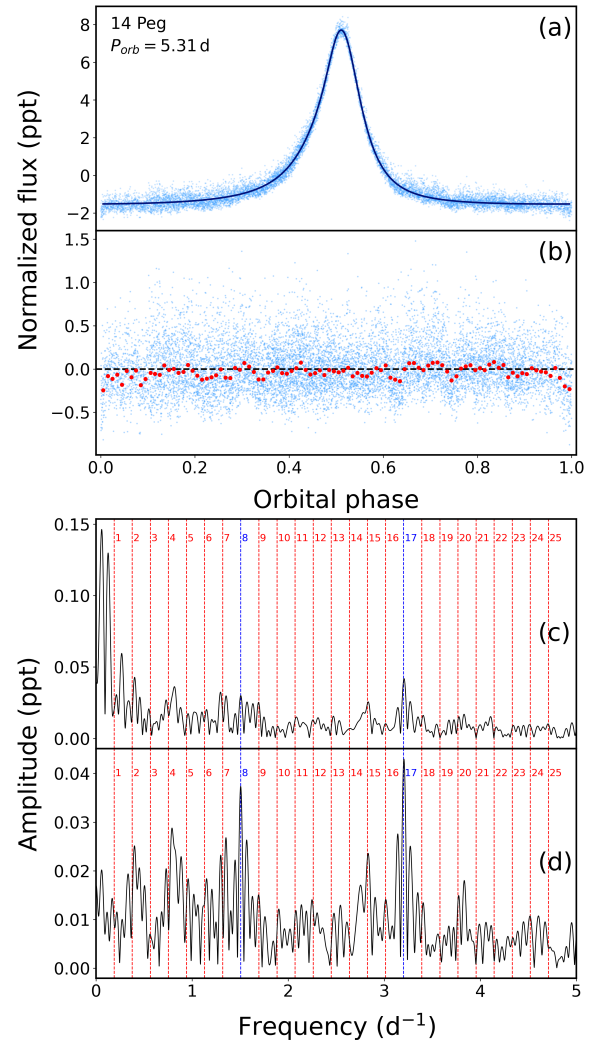 14 Peg
P_orb = 5.31 d
(a)
8
6
4
2
0
−2
Normalized flux (ppt)
(b)
1.5
1.0
0.5
0.0
−0.5
0.0 0.2 0.4 0.6 0.8 1.0
Orbital phase
0.15
1 2 3 4 5 6 7 8 9 10 11 12 13 14 15 16 17 18 19 20 21 22 23 24 25
0.10
(c)
0.05
0.00
Amplitude (ppt)
0.04
1 2 3 4 5 6 7 8 9 10 11 12 13 14 15 16 17 18 19 20 21 22 23 24 25
0.03
(d)
0.02
0.01
0.00
0 1 2 3 4 5
Frequency (d⁻¹)